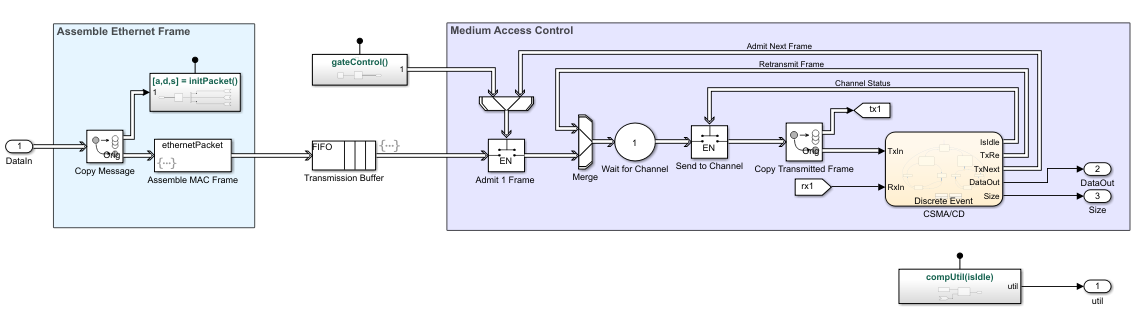 Assemble Ethernet Frame
[a,d,s] = initPacket()
1
1
DataIn
Orig
Copy Message
ethernetPacket
{...}
Assemble MAC Frame
FIFO
{...}
Transmission Buffer
gateControl()
1
Medium Access Control
Admit Next Frame
Retransmit Frame
Channel Status
EN
Admit 1 Frame
Merge
1
Wait for Channel
EN
Send to Channel
Orig
Copy Transmitted Frame
tx1
rx1
TxIn
RxIn
IsIdle
TxRe
TxNext
DataOut
Size
Discrete Event
CSMA/CD
2
DataOut
3
Size
compUtil(isIdle)
util
1
util